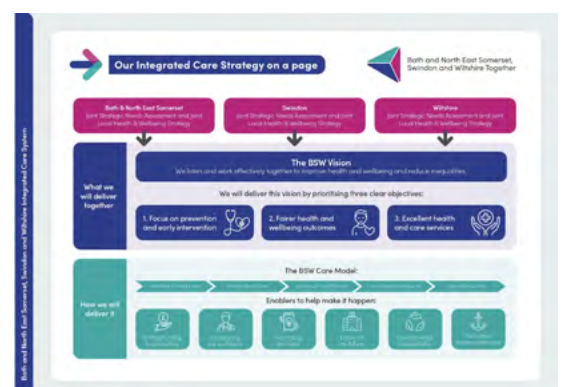 Our Integrated Care Strategy on a page
Bath and North East Somerset,
Swindon and Wiltshire Together
Bath & North East Somerset
Joint Strategic Needs Assessment and Joint
Local Health & Wellbeing Strategy
Swindon
Joint Strategic Needs Assessment and Joint
Local Health & Wellbeing Strategy
Wiltshire
Joint Strategic Needs Assessment and Joint
Local Health & Wellbeing Strategy
What we
will deliver
together
The BSW Vision
We listen and work effectively together to improve health and wellbeing and reduce inequalities.
We will deliver this vision by prioritising three clear objectives:
1. Focus on prevention
and early intervention
2. Fairer health and
wellbeing outcomes
3. Excellent health
and care services
How we will
deliver it
The BSW Care Model:
Enablers to help make it happen:
Bath and North East Somerset, Swindon and Wiltshire Integrated Care System